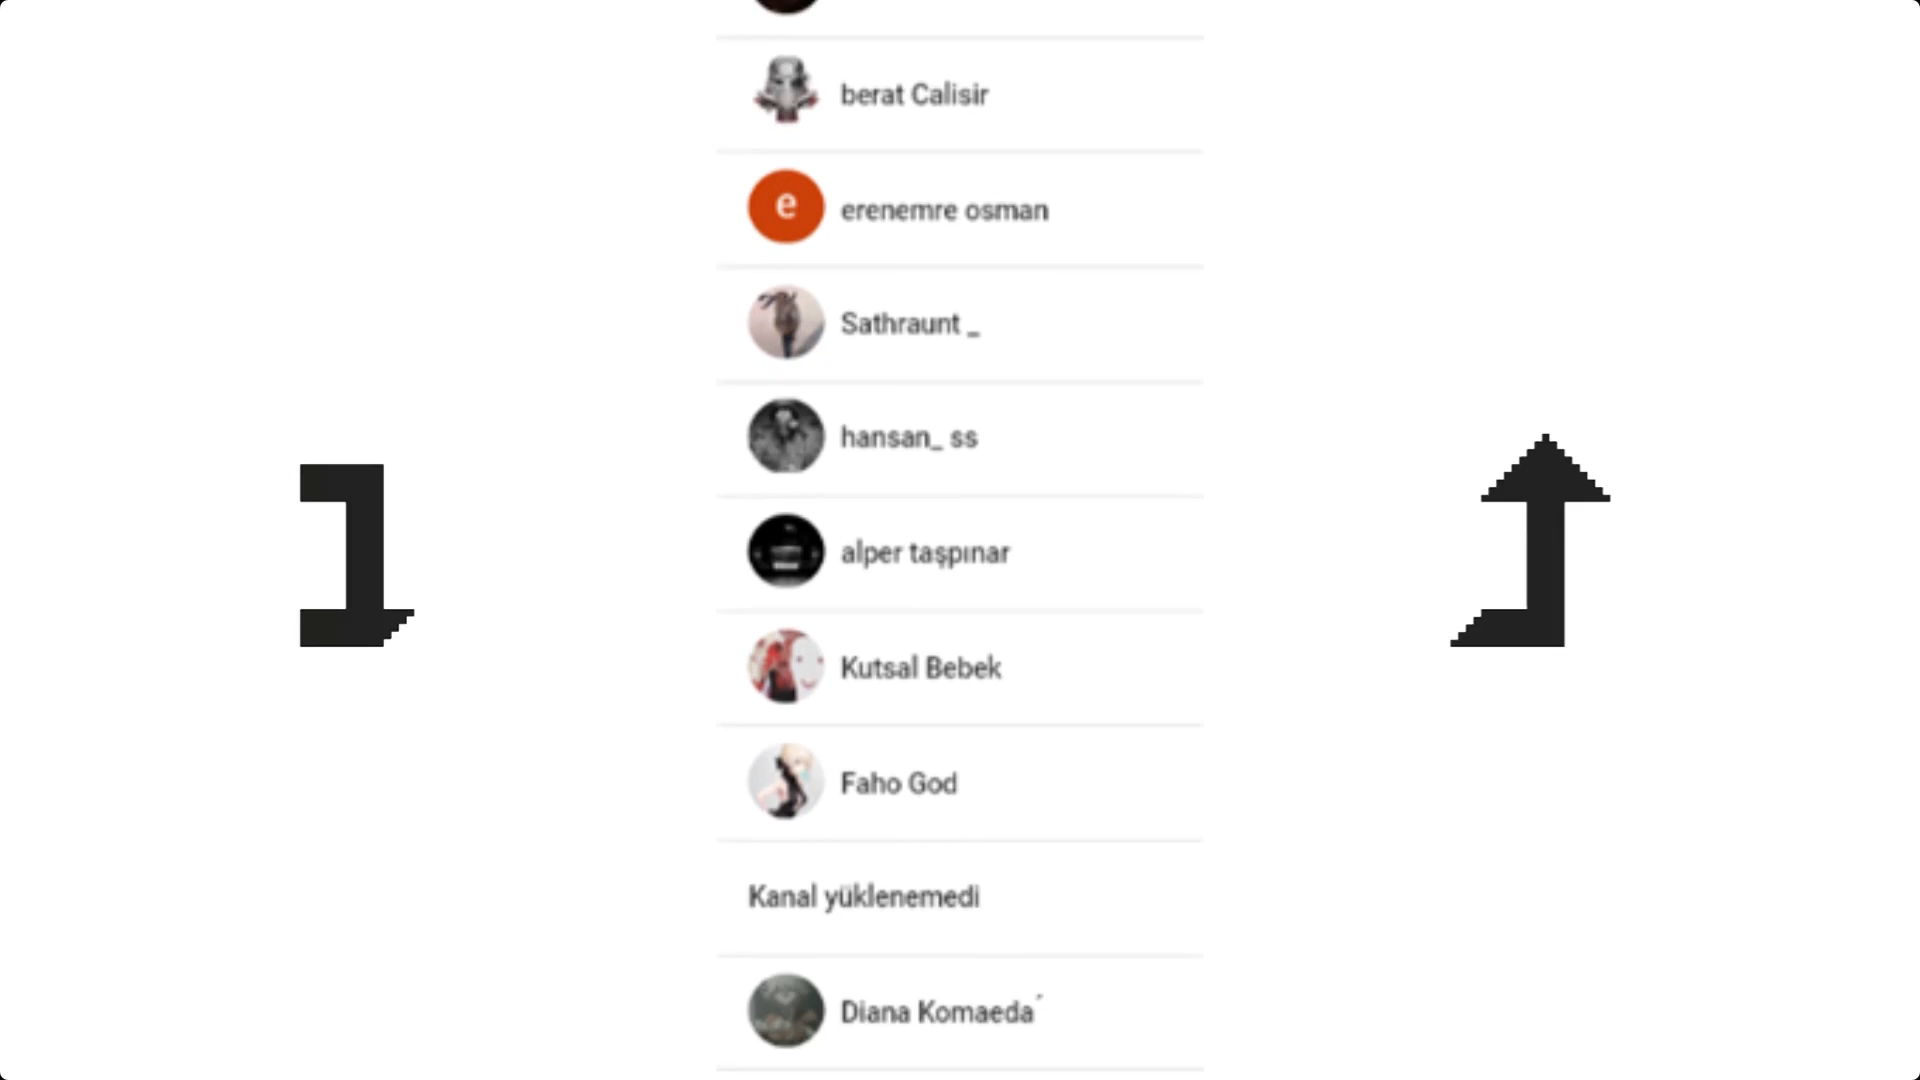 berat Calisir
e
erenemre osman
Sathraunt _
hansan_ ss
alper taşpınar
Kutsal Bebek
Faho God
Kanal yüklenemedi
Diana Komaeda´